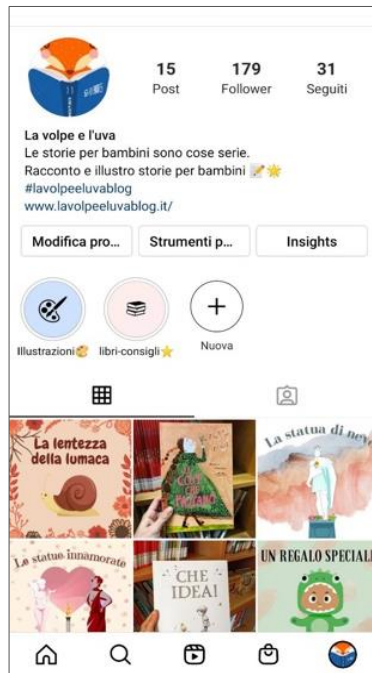 15 179 31
Post Follower Seguiti
La volpe e l'uva
Le storie per bambini sono cose serie.
Racconto e illustro storie per bambini 📝🌟
#lavolpeeluvablog
www.lavolpeeluvablog.it/
Modifica pro... Strumenti p... Insights
Illustrazioni🎨 libri-consigli⭐ Nuova
La lentezza
della lumaca
La statua di nev
Le statue innamorate
CHE
IDEA!
UN REGALO SPECIAL